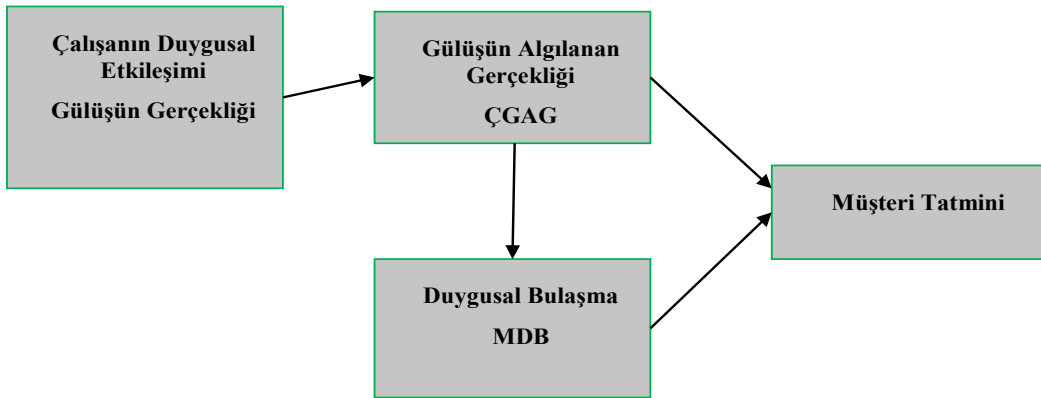 Çalışanın Duygusal
Etkileşimi
Gülüşün Gerçekliği
Gülüşün Algılanan
Gerçekliği
ÇGAG
Müşteri Tatmini
Duygusal Bulaşma
MDB